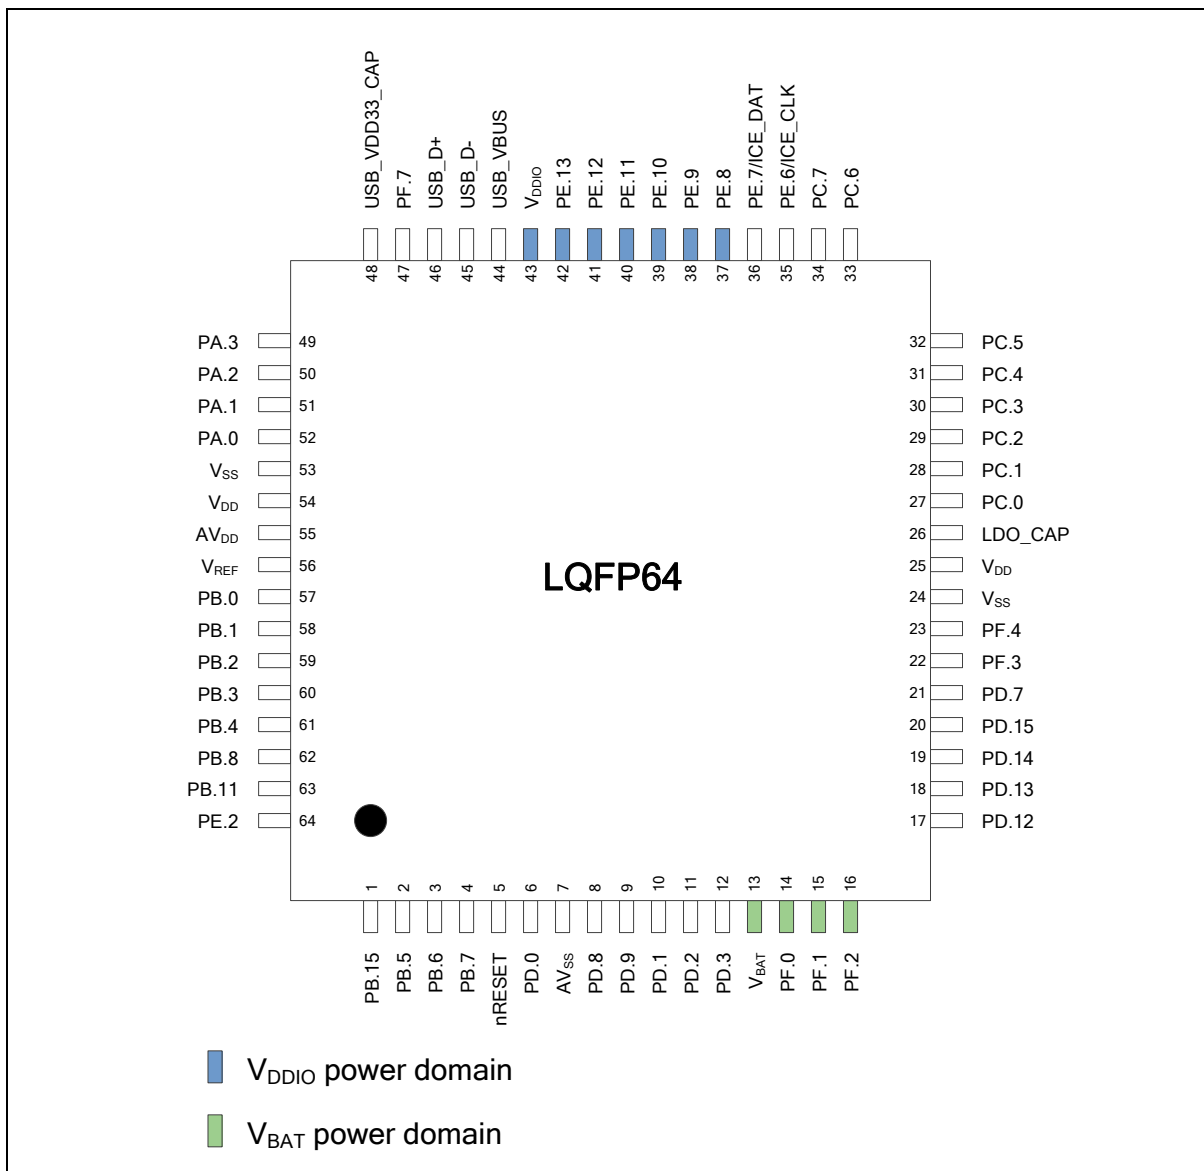 USB_VDD33_CAP
PF.7
USB_D+
USB_D-
USB_VBUS
VDDIO
PE.13
PE.12
PE.11
PE.10
PE.9
PE.8
PE.7/ICE_DAT
PE.6/ICE_CLK
PC.7
PC.6
48
47
46
45
44
43
42
41
40
39
38
37
36
35
34
33
PA.3 49
PA.2 50
PA.1 51
PA.0 52
VSS 53
VDD 54
AVDD 55
VREF 56
PB.0 57
PB.1 58
PB.2 59
PB.3 60
PB.4 61
PB.8 62
PB.11 63
PE.2 64
LQFP64
32 PC.5
31 PC.4
30 PC.3
29 PC.2
28 PC.1
27 PC.0
26 LDO_CAP
25 VDD
24 VSS
23 PF.4
22 PF.3
21 PD.7
20 PD.15
19 PD.14
18 PD.13
17 PD.12
1
2
3
4
5
6
7
8
9
10
11
12
13
14
15
16
PB.15
PB.5
PB.6
PB.7
nRESET
PD.0
AVSS
PD.8
PD.9
PD.1
PD.2
PD.3
VBAT
PF.0
PF.1
PF.2
VDDIO power domain
VBAT power domain